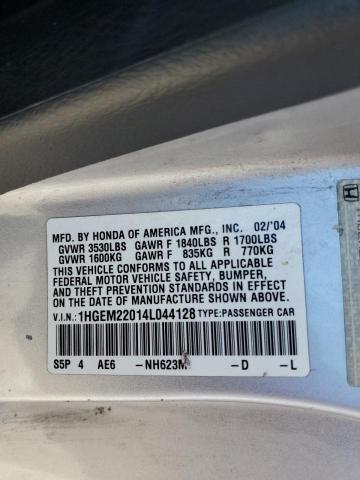 MFD. BY HONDA OF AMERICA MFG., INC. 02/'04
GVWR 3530LBS GAWR F 1840LBS R 1700LBS
GVWR 1600KG GAWR F 835KG R 770KG
THIS VEHICLE CONFORMS TO ALL APPLICABLE
FEDERAL MOTOR VEHICLE SAFETY, BUMPER,
AND THEFT PREVENTION STANDARDS IN
EFFECT ON THE DATE OF MANUFACTURE
SHOWN ABOVE.
V.I.N.: 1HGEM22014L044128 TYPE:PASSENGER CAR
S5P 4 AE6 -NH623M -D -L